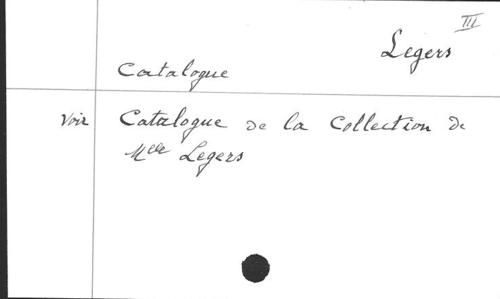 III
Legers
Catalogue
Voir Catalogue de la Collection de
Mlle Legers